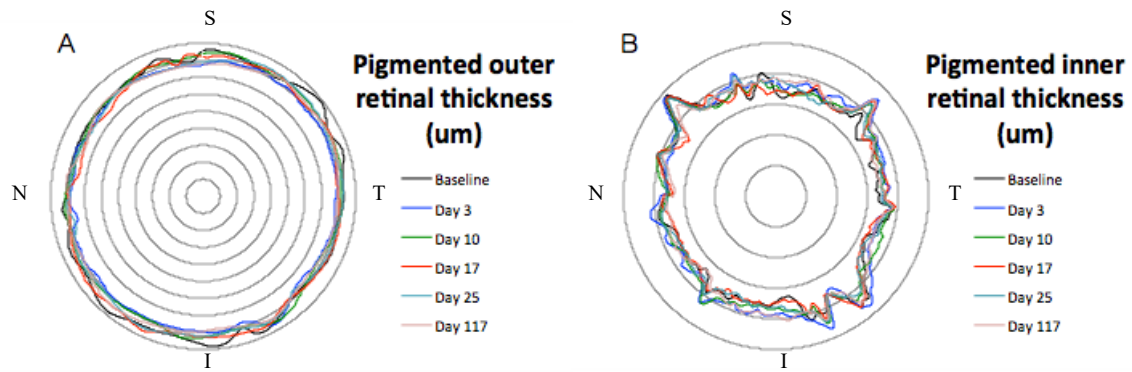 S
A
Pigmented outer
retinal thickness
(um)
N
T
Baseline
Day 3
Day 10
Day 17
Day 25
Day 117
I
S
B
Pigmented inner
retinal thickness
(um)
N
T
Baseline
Day 3
Day 10
Day 17
Day 25
Day 117
I